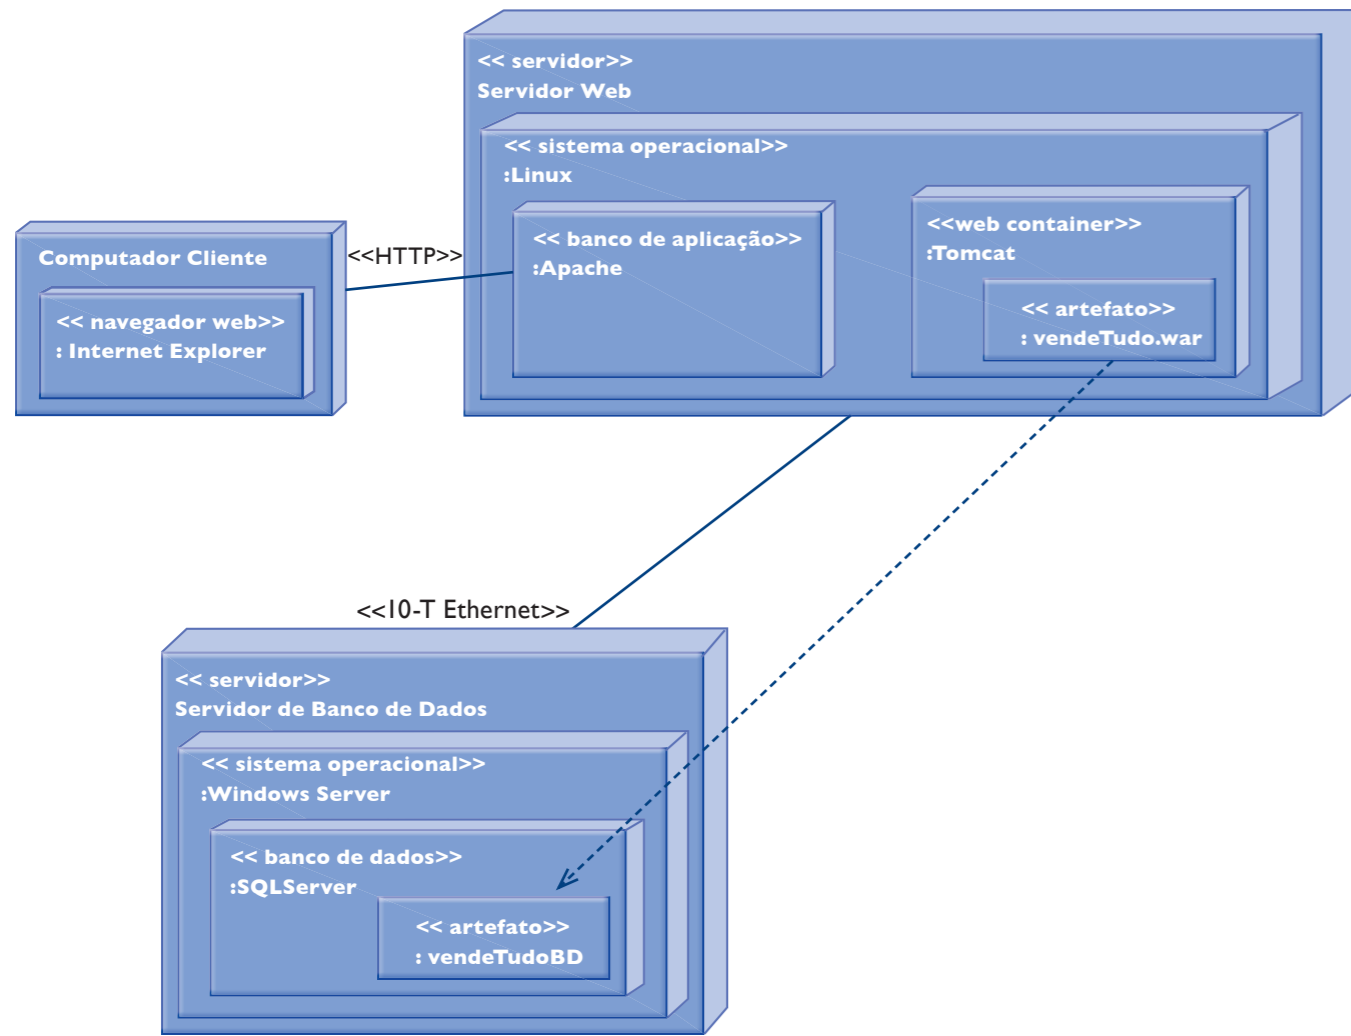 << servidor>>
Servidor Web
<< sistema operacional>>
:Linux
<< banco de aplicação>>
:Apache
<<web container>>
:Tomcat
<< artefato>>
: vendeTudo.war
<<HTTP>>
Computador Cliente
<< navegador web>>
: Internet Explorer
<<10-T Ethernet>>
<< servidor>>
Servidor de Banco de Dados
<< sistema operacional>>
:Windows Server
<< banco de dados>>
:SQLServer
<< artefato>>
: vendeTudoBD